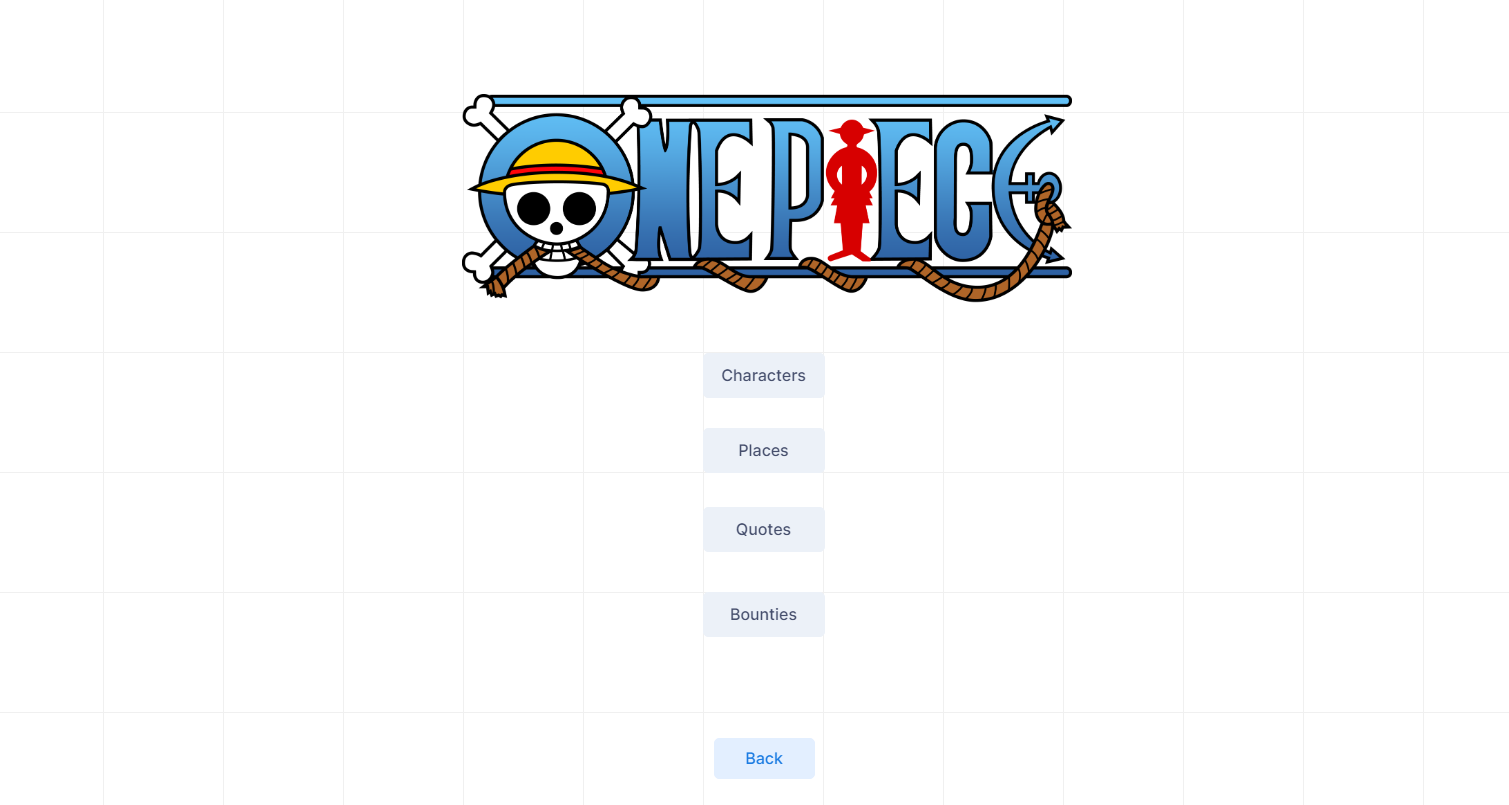 ONE PIECE
Characters
Places
Quotes
Bounties
Back